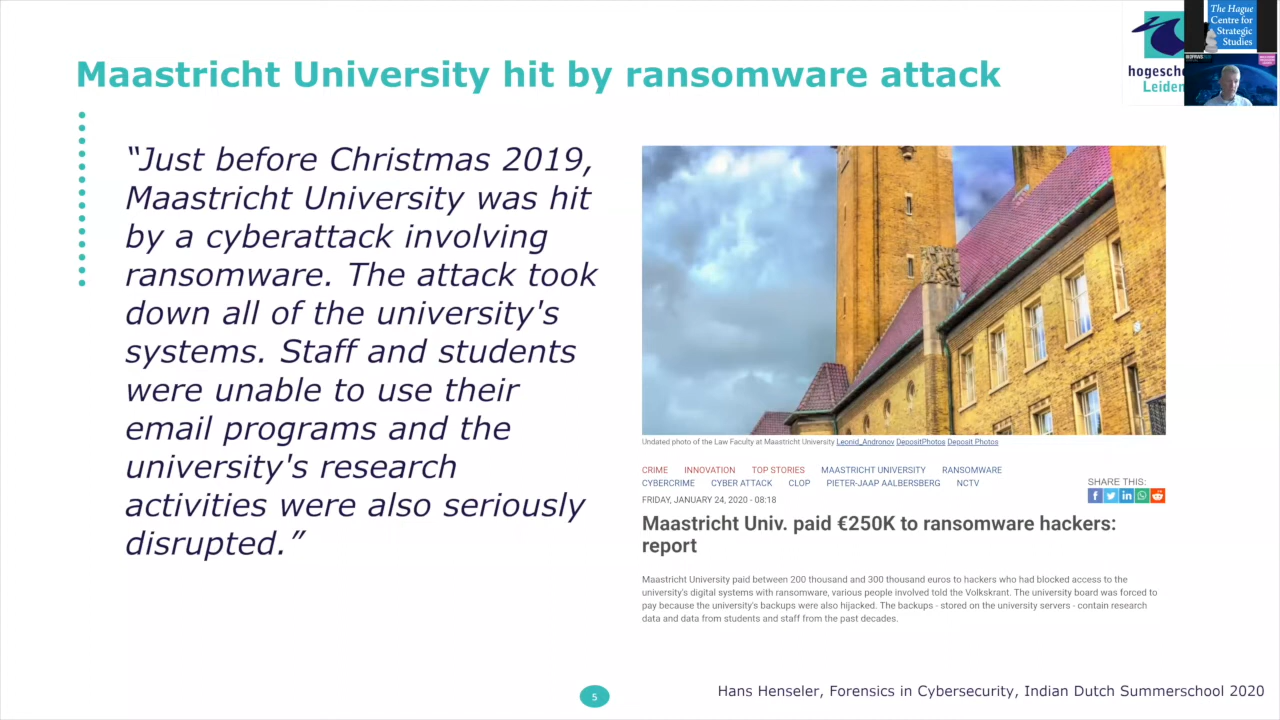 Maastricht University hit by ransomware attack
The Hague
Centre for
Strategic
Studies
hogesch
Leiden
“Just before Christmas 2019,
Maastricht University was hit
by a cyberattack involving
ransomware. The attack took
down all of the university's
systems. Staff and students
were unable to use their
email programs and the
university's research
activities were also seriously
disrupted.”
Undated photo of the Law Faculty at Maastricht University Leonid_Andronov DepositPhotos Deposit Photos
CRIME INNOVATION TOP STORIES MAASTRICHT UNIVERSITY RANSOMWARE
CYBERCRIME CYBER ATTACK CLOP PIETER-JAAP AALBERSBERG NCTV
SHARE THIS:
FRIDAY, JANUARY 24, 2020 - 08:18
Maastricht Univ. paid €250K to ransomware hackers:
report
Maastricht University paid between 200 thousand and 300 thousand euros to hackers who had blocked access to the
university's digital systems with ransomware, various people involved told the Volkskrant. The university board was forced to
pay because the university's backups were also hijacked. The backups - stored on the university servers - contain research
data and data from students and staff from the past decades.
5
Hans Henseler, Forensics in Cybersecurity, Indian Dutch Summerschool 2020